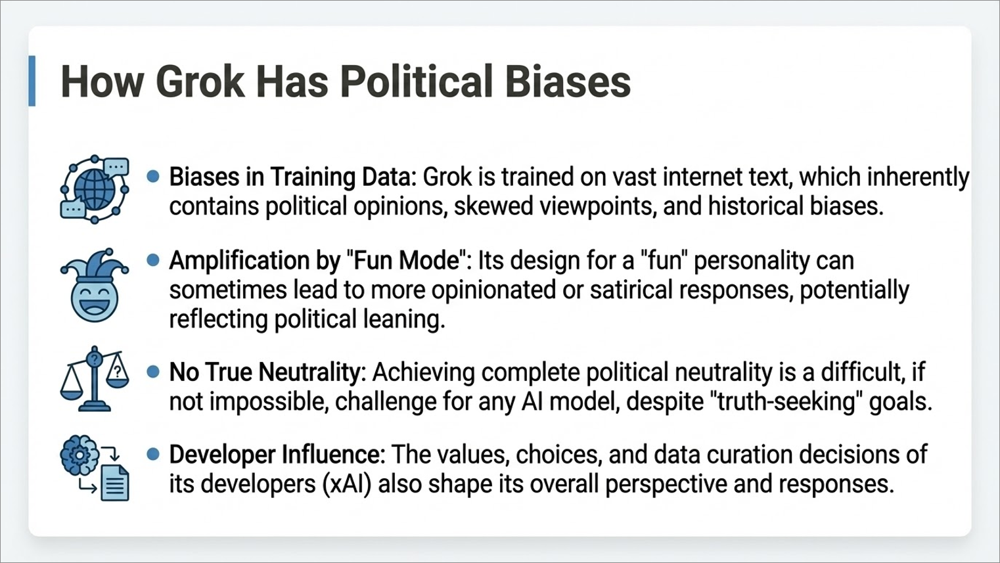 How Grok Has Political Biases
Biases in Training Data: Grok is trained on vast internet text, which inherently
contains political opinions, skewed viewpoints, and historical biases.
Amplification by "Fun Mode": Its design for a "fun" personality can
sometimes lead to more opinionated or satirical responses, potentially
reflecting political leaning.
No True Neutrality: Achieving complete political neutrality is a difficult, if
not impossible, challenge for any AI model, despite "truth-seeking" goals.
Developer Influence: The values, choices, and data curation decisions of
its developers (xAI) also shape its overall perspective and responses.